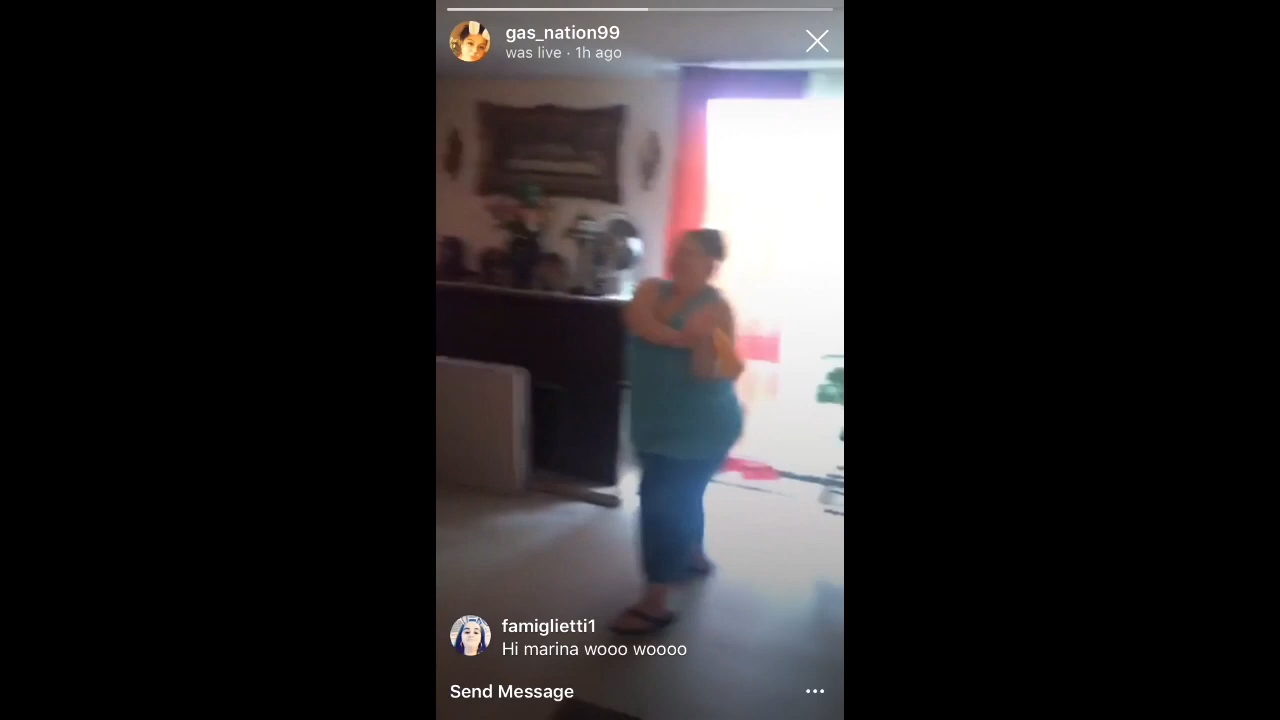 gas_nation99
was live · 1h ago
famiglietti1
Hi marina wooo woooo
Send Message